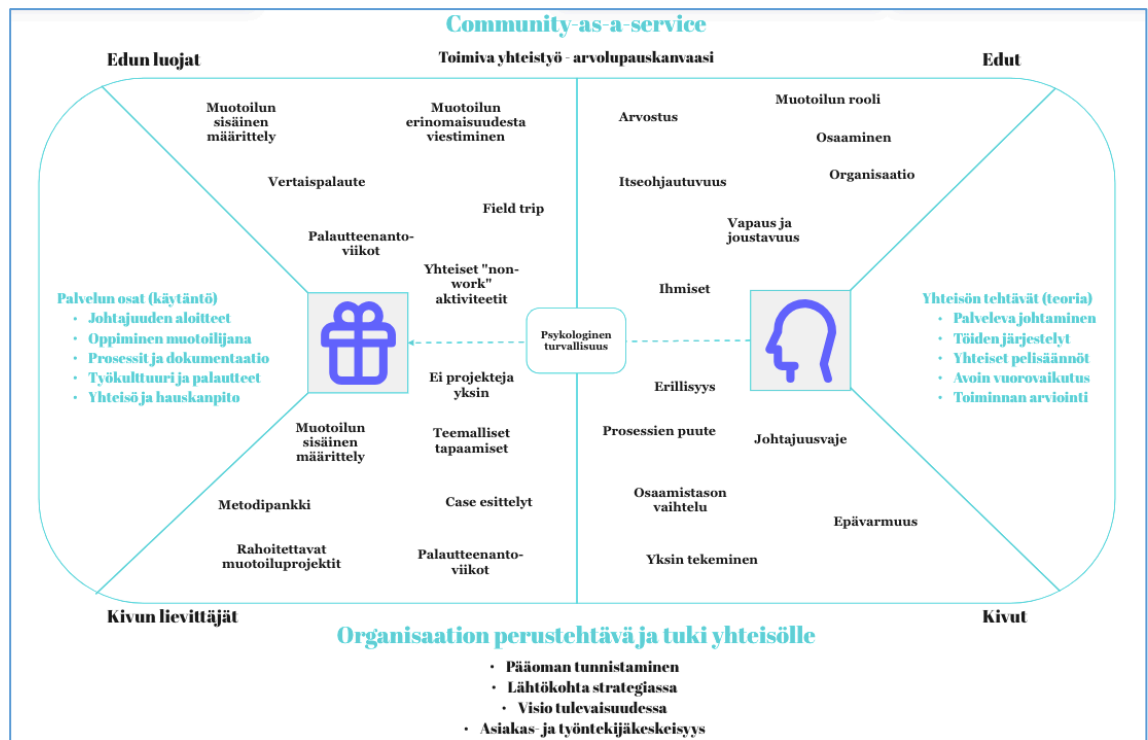 Community-as-a-service
Toimiva yhteistyö - arvolupauskanvaasi
Edun luojat
Edut
Muotoilun
sisäinen
määrittely
Muotoilun
erinomaisuudesta
viestiminen
Vertaispalaute
Field trip
Palautteenanto-
viikot
Yhteiset "non-
work"
aktiviteetit
Arvostus
Muotoilun rooli
Osaaminen
Itseohjautuvuus
Organisaatio
Vapaus ja
joustavuus
Ihmiset
Palvelun osat (käytäntö)
• Johtajuuden aloitteet
• Oppiminen muotoilijana
• Prosessit ja dokumentaatio
• Työkulttuuri ja palautteet
• Yhteisö ja hauskanpito
Psykologinen
turvallisuus
Yhteisön tehtävät (teoria)
• Palveleva johtaminen
• Töiden järjestelyt
• Yhteiset pelisäännöt
• Avoin vuorovaikutus
• Toiminnan arviointi
Ei projekteja
yksin
Muotoilun
sisäinen
määrittely
Teemalliset
tapaamiset
Metodipankki
Case esittelyt
Rahoitettavat
muotoiluprojektit
Palautteenanto-
viikot
Erillisyys
Prosessien puute
Johtajuusvaje
Osaamistason
vaihtelu
Epävarmuus
Yksin tekeminen
Kivun lievittäjät
Kivut
Organisaation perustehtävä ja tuki yhteisölle
• Pääoman tunnistaminen
• Lähtökohta strategiassa
• Visio tulevaisuudessa
• Asiakas- ja työntekijäkeskeisyys